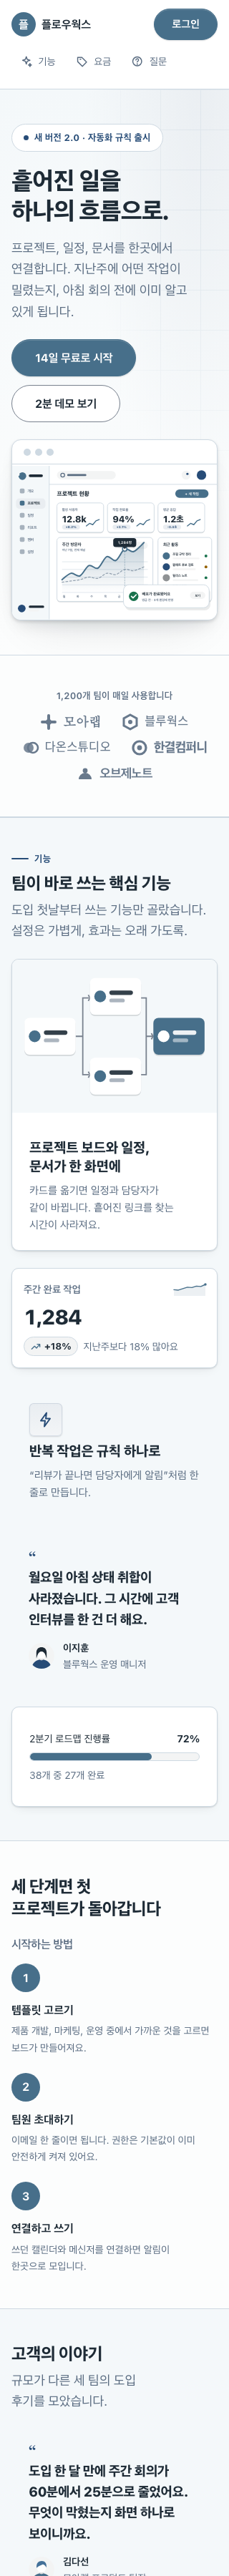 플 플로우웍스
로그인
기능 요금 질문
새 버전 2.0 · 자동화 규칙 출시
흩어진 일을
하나의 흐름으로.
프로젝트, 일정, 문서를 한곳에서
연결합니다. 지난주에 어떤 작업이
밀렸는지, 아침 회의 전에 이미 알고
있게 됩니다.
14일 무료로 시작
2분 데모 보기
프로젝트 현황
12.8k 94% 1.2초
1,200개 팀이 매일 사용합니다
모아랩 블루웍스
다온스튜디오 한결컴퍼니
오브제노트
기능
팀이 바로 쓰는 핵심 기능
도입 첫날부터 쓰는 기능만 골랐습니다.
설정은 가볍게, 효과는 오래 가도록.
프로젝트 보드와 일정,
문서가 한 화면에
카드를 옮기면 일정과 담당자가
같이 바뀝니다. 흩어진 링크를 찾는
시간이 사라져요.
주간 완료 작업
1,284
+18% 지난주보다 18% 많아요
반복 작업은 규칙 하나로
“리뷰가 끝나면 담당자에게 알림”처럼 한
줄로 만듭니다.
“
월요일 아침 상태 취합이
사라졌습니다. 그 시간에 고객
인터뷰를 한 건 더 해요.
이지훈
블루웍스 운영 매니저
2분기 로드맵 진행률 72%
38개 중 27개 완료
세 단계면 첫
프로젝트가 돌아갑니다
시작하는 방법
1
템플릿 고르기
제품 개발, 마케팅, 운영 중에서 가까운 것을 고르면
보드가 만들어져요.
2
팀원 초대하기
이메일 한 줄이면 됩니다. 권한은 기본값이 이미
안전하게 켜져 있어요.
3
연결하고 쓰기
쓰던 캘린더와 메신저를 연결하면 알림이
한곳으로 모입니다.
고객의 이야기
규모가 다른 세 팀의 도입
후기를 모았습니다.
“
도입 한 달 만에 주간 회의가
60분에서 25분으로 줄었어요.
무엇이 막혔는지 화면 하나로
보이니까요.
김다선